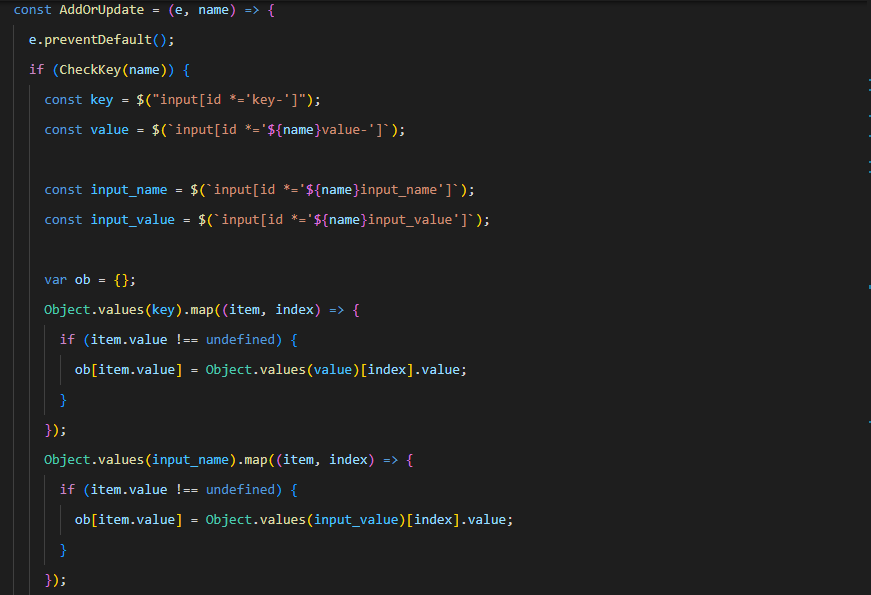 const AddOrUpdate = (e, name) => {
e.preventDefault();
if (CheckKey(name)) {
const key = $("input[id *='key-']");
const value = $(`input[id *='${name}value-']`);
const input_name = $(`input[id *='${name}input_name']`);
const input_value = $(`input[id *='${name}input_value']`);
var ob = {};
Object.values(key).map((item, index) => {
if (item.value !== undefined) {
ob[item.value] = Object.values(value)[index].value;
}
});
Object.values(input_name).map((item, index) => {
if (item.value !== undefined) {
ob[item.value] = Object.values(input_value)[index].value;
}
});